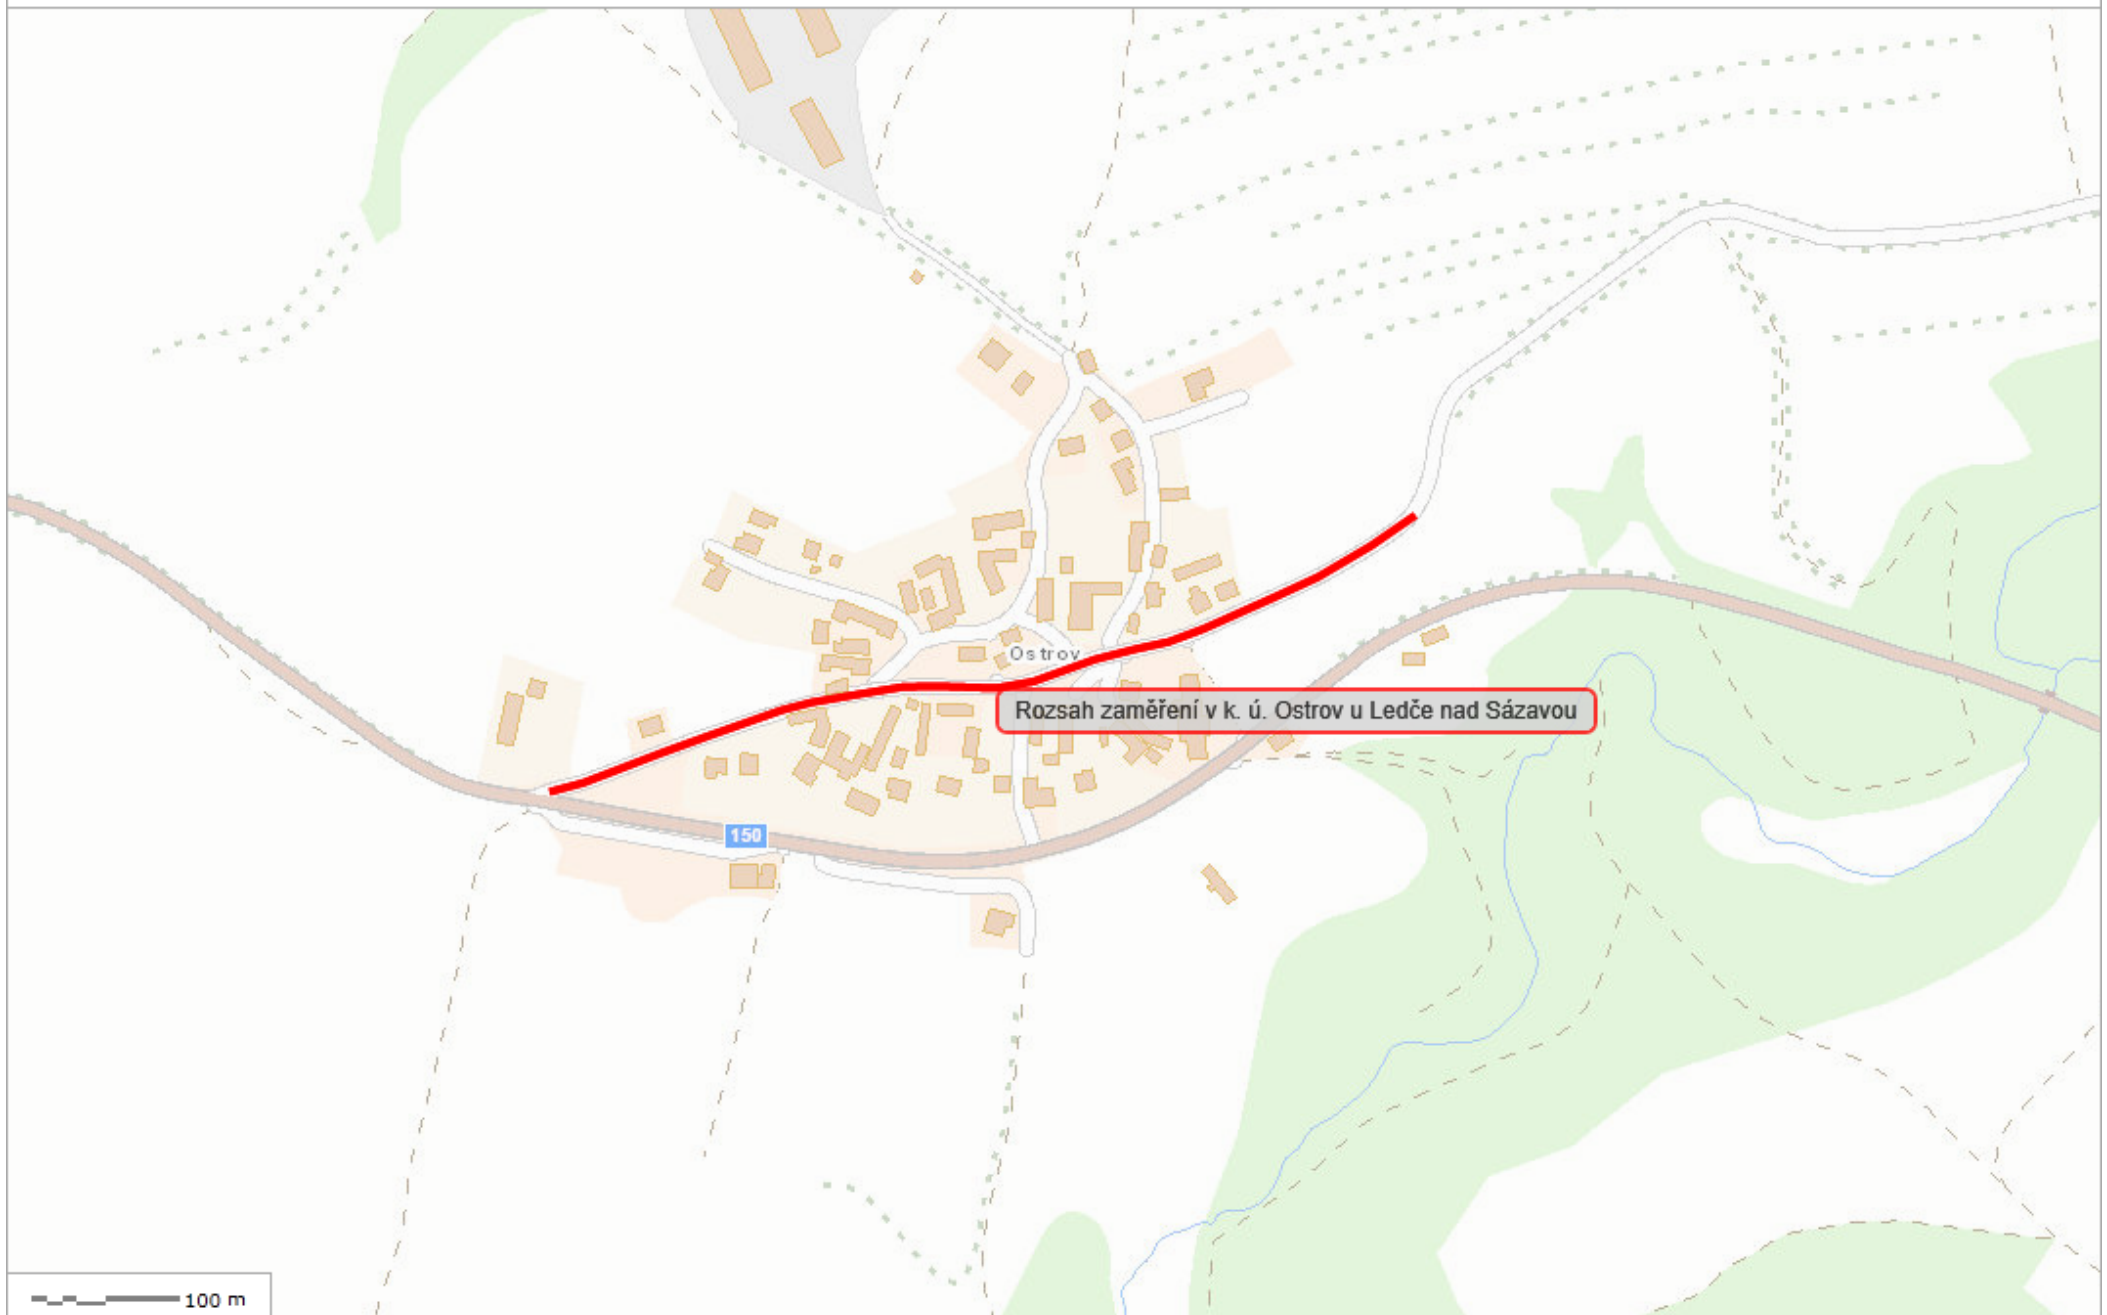 Ostrov
Rozsah zaměření v k. ú. Ostrov u Ledče nad Sázavou
150
100 m